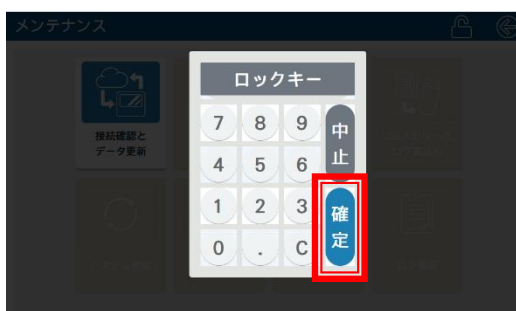 メンテナンス
ロックキー
7 8 9 中止
4 5 6
1 2 3 確定
0 . C
接続確認と
データ更新